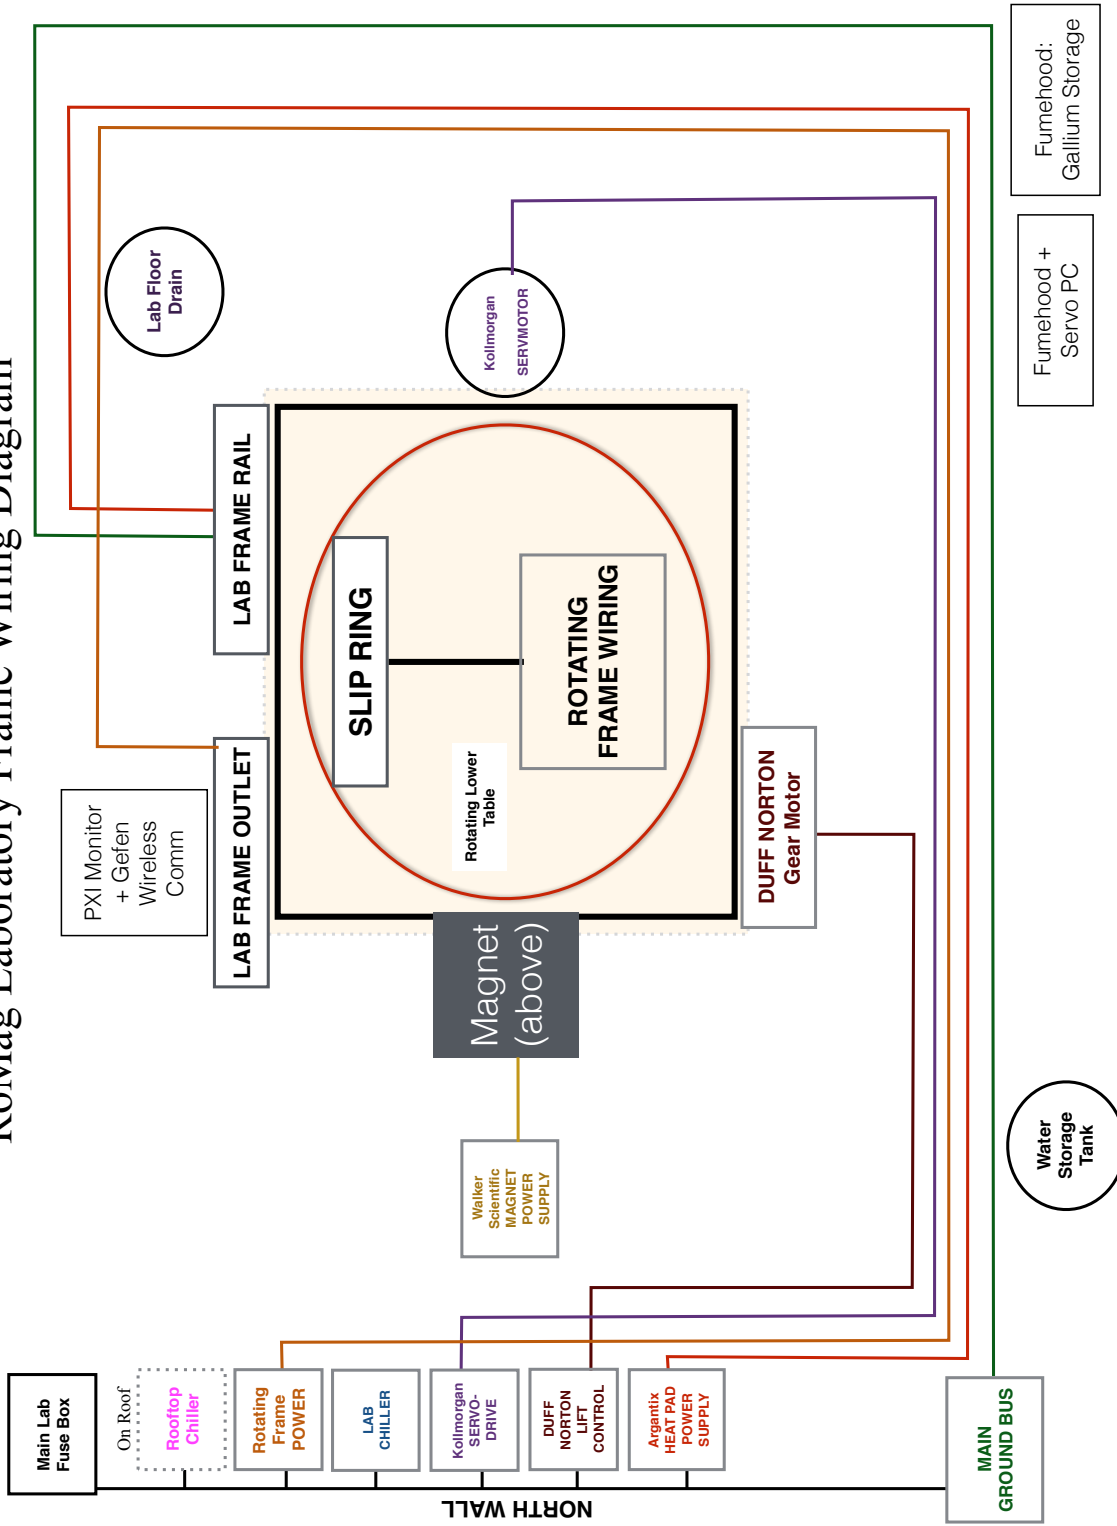 RoMag Laboratory Frame Wiring Diagram
Main Lab
Fuse Box
On Roof
Rooftop
Chiller
Rotating
Frame
POWER
LAB
CHILLER
Kollmorgan
SERVO-
DRIVE
DUFF
NORTON
LIFT
CONTROL
Argantix
HEAT PAD
POWER
SUPPLY
NORTH WALL
MAIN
GROUND BUS
PXI Monitor
+ Gefen
Wireless
Comm
LAB FRAME OUTLET
LAB FRAME RAIL
Lab Floor
Drain
SLIP RING
Rotating Lower
Table
ROTATING
FRAME WIRING
Magnet
(above)
Walker
Scientific
MAGNET
POWER
SUPPLY
Kollmorgan
SERVMOTOR
DUFF NORTON
Gear Motor
Water
Storage
Tank
Fumehood +
Servo PC
Fumehood:
Gallium Storage